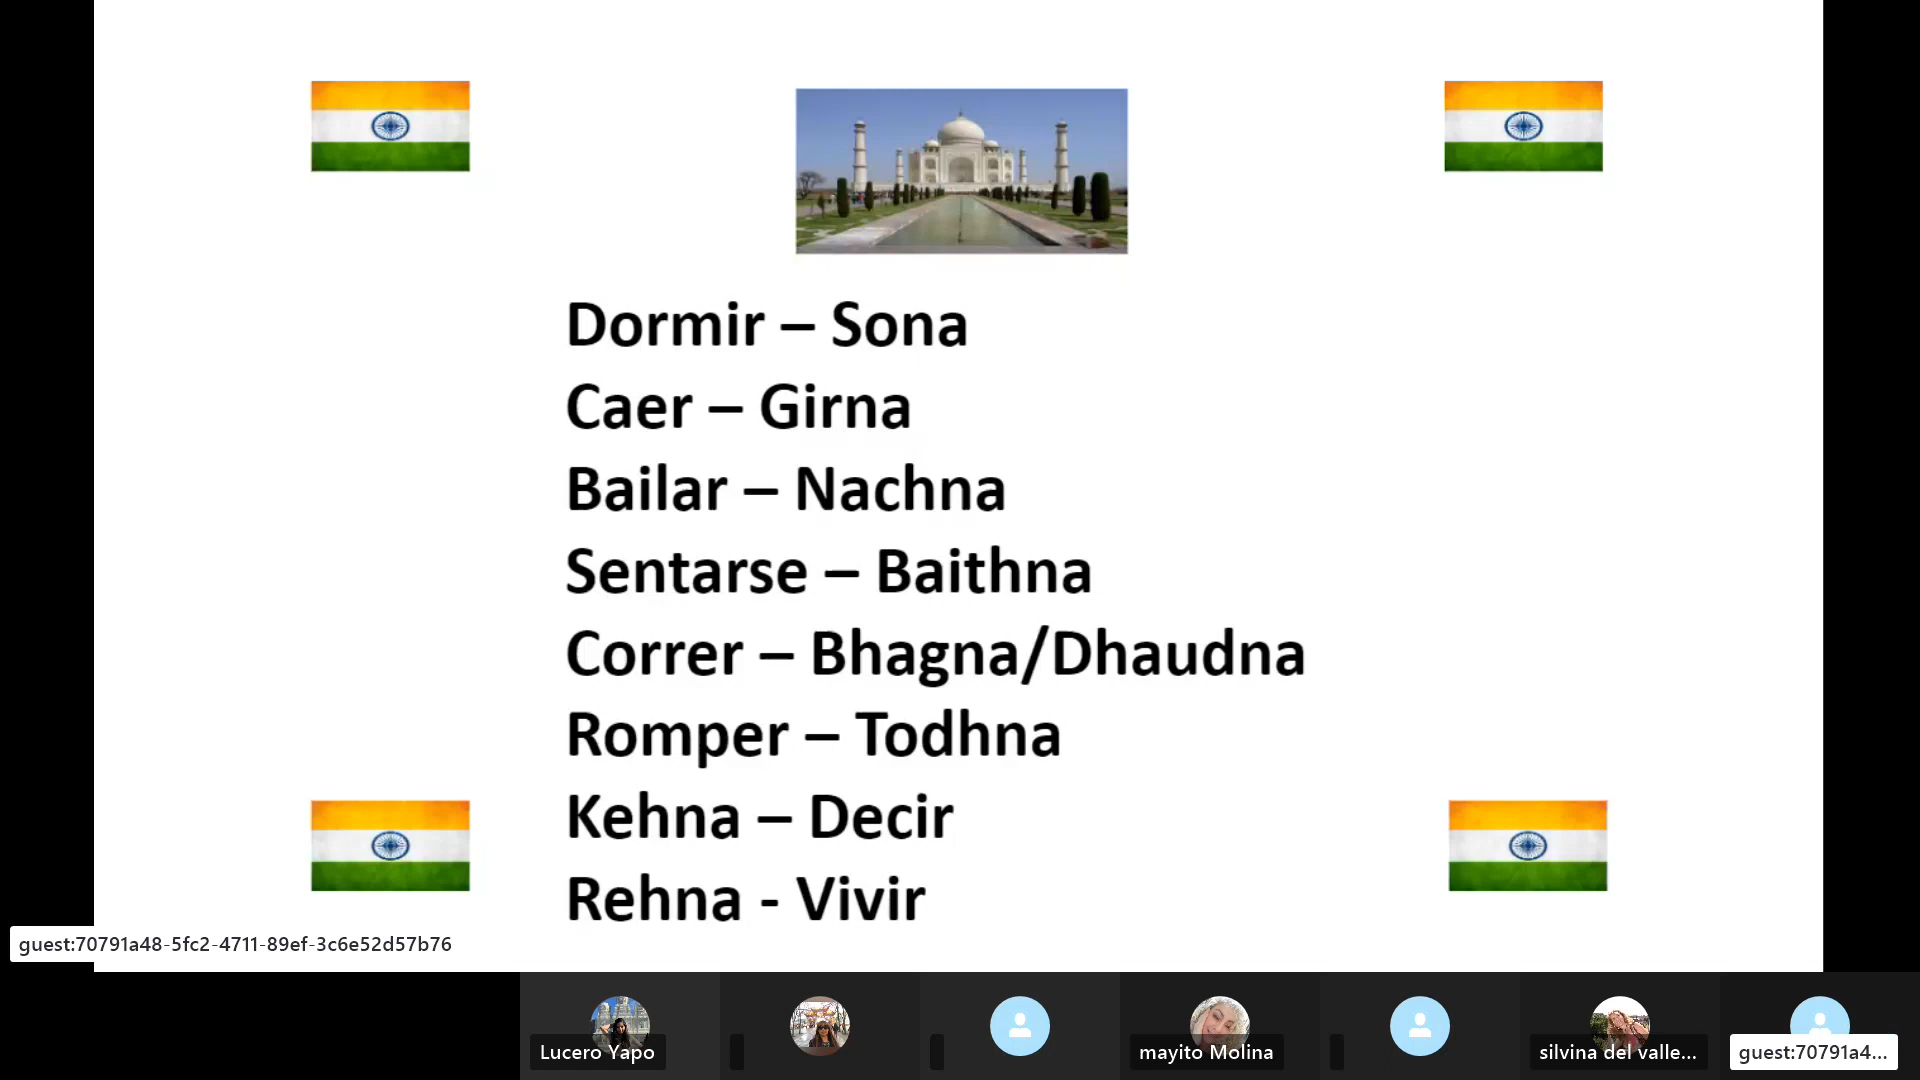 Dormir – Sona
Caer – Girna
Bailar – Nachna
Sentarse – Baithna
Correr – Bhagna/Dhaudna
Romper – Todhna
Kehna – Decir
Rehna - Vivir
guest:70791a48-5fc2-4711-89ef-3c6e52d57b76
Lucero Yapo
mayito Molina
silvina del valle...
guest:70791a4...